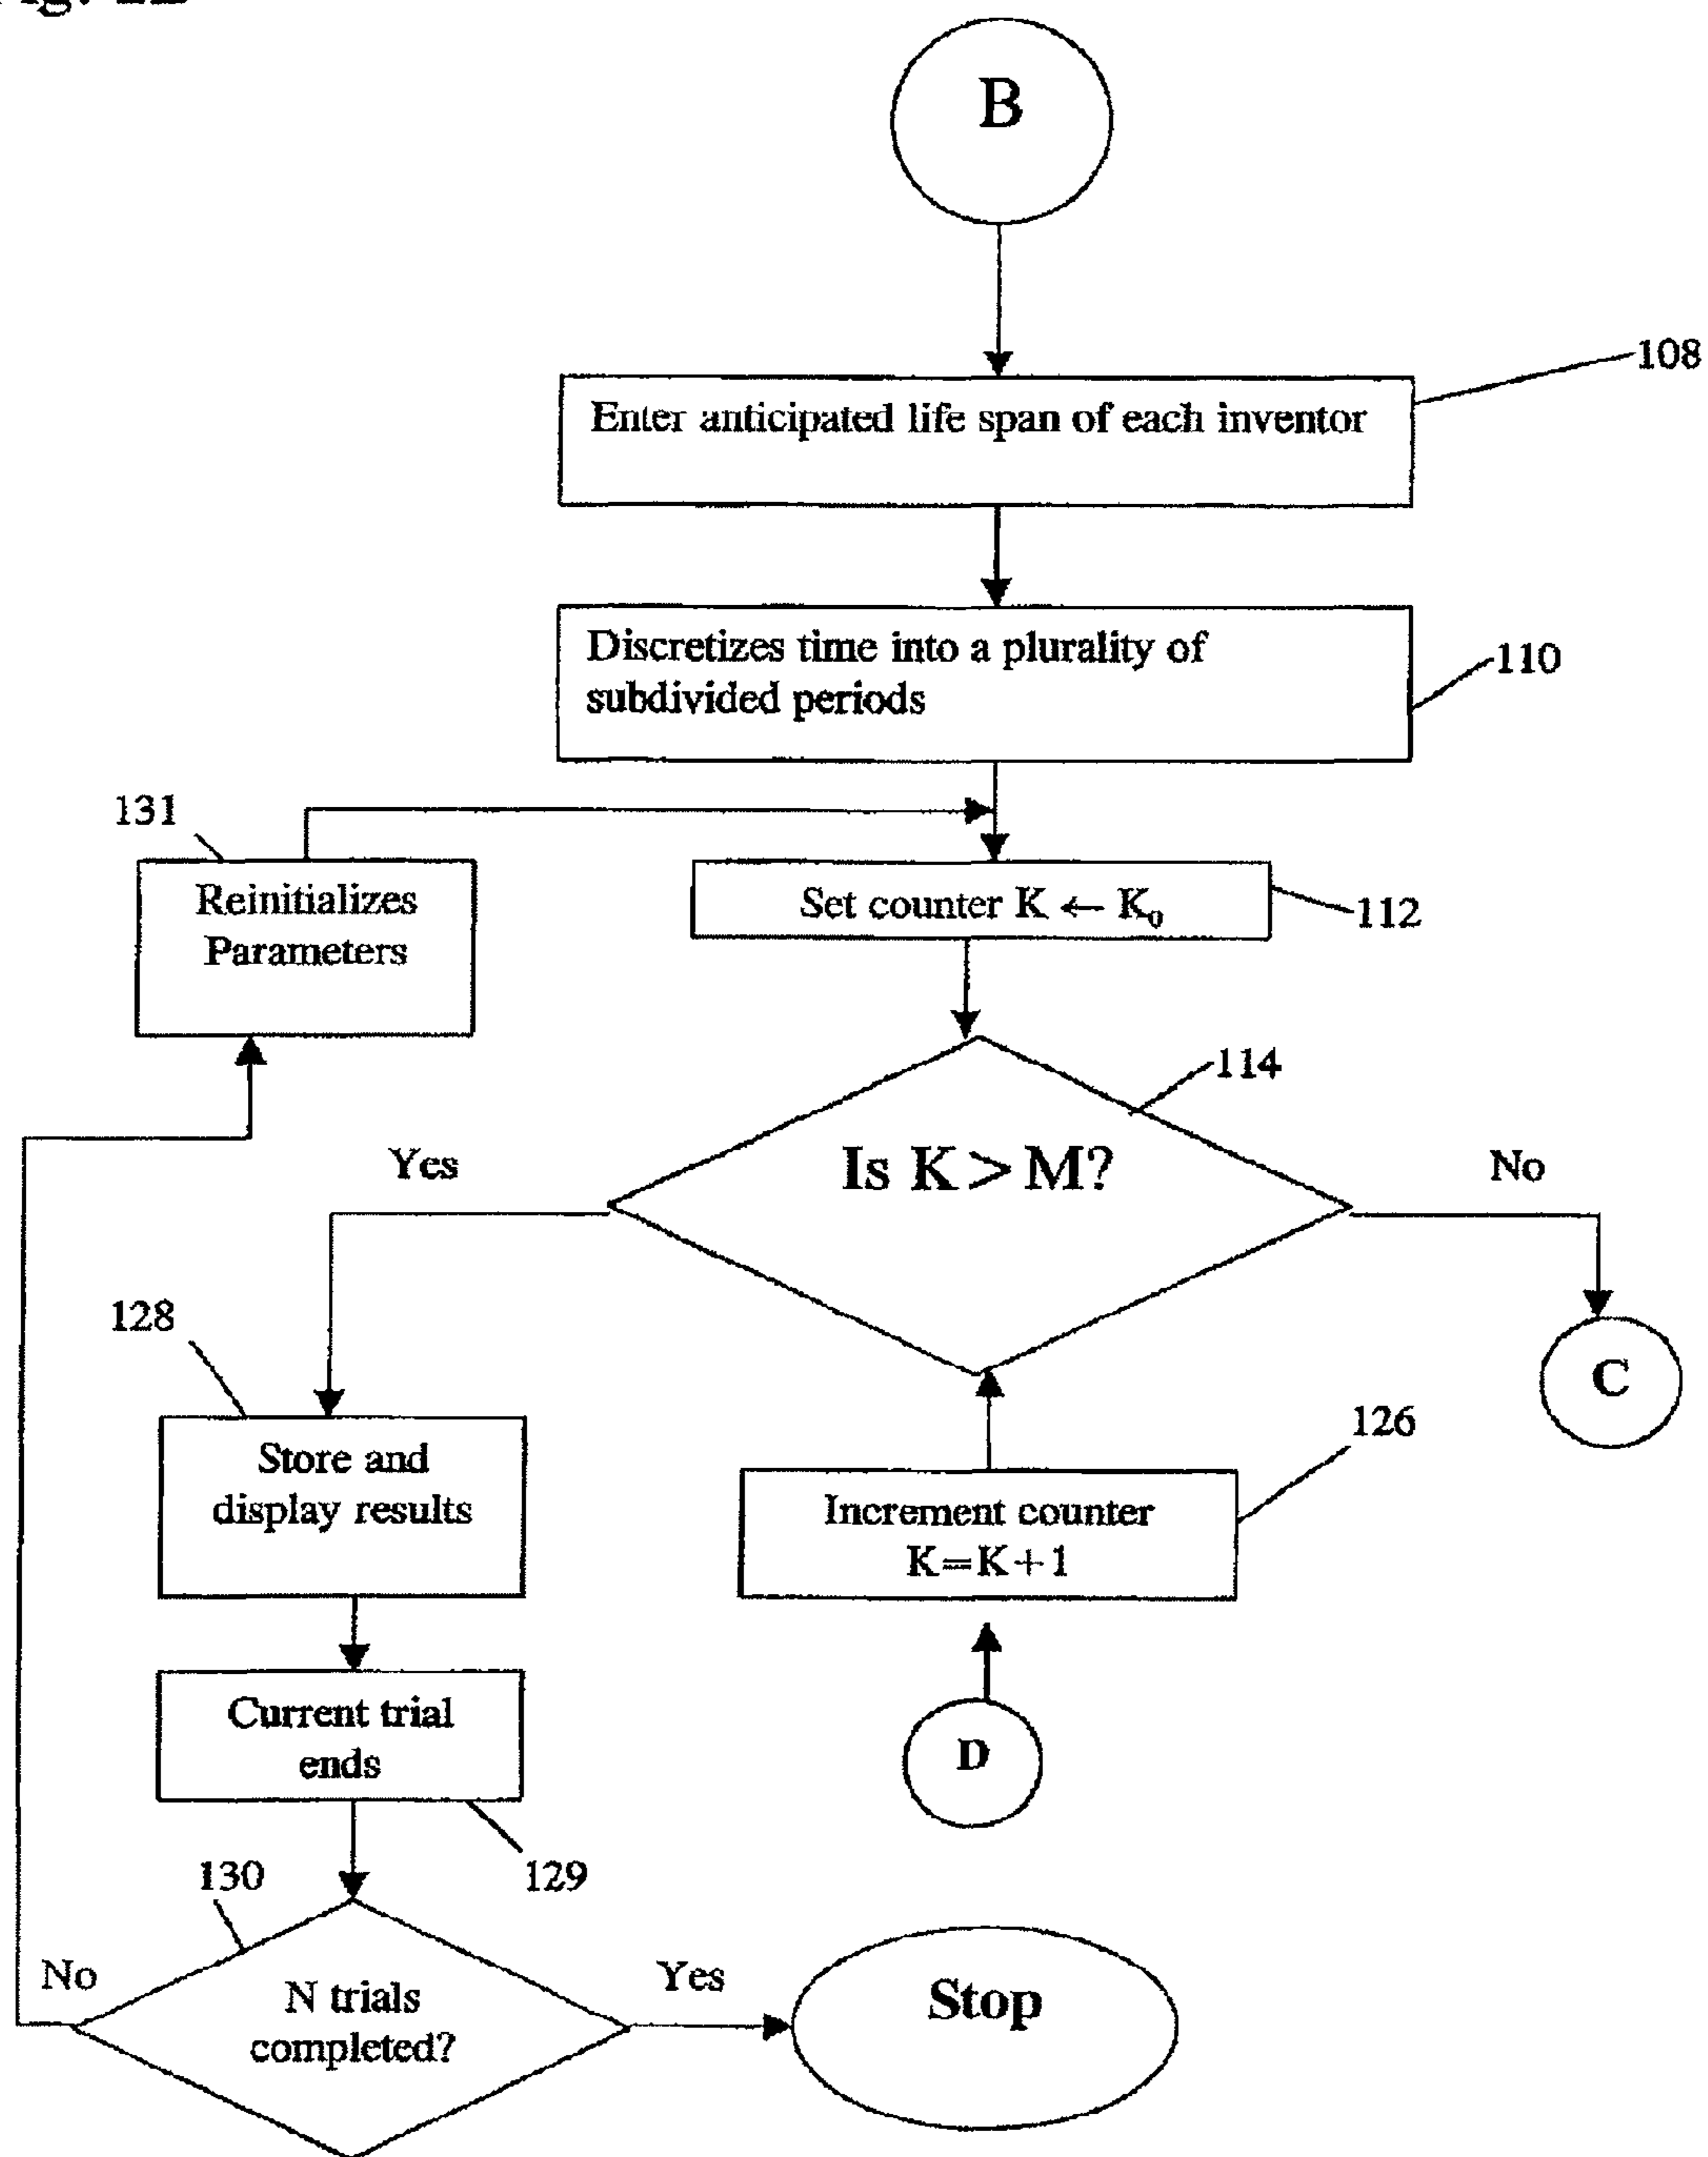 B
108
Enter anticipated life span of each inventor
Discretizes time into a plurality of
subdivided periods
110
131
Reinitializes
Parameters
Set counter K ← K₀
112
114
Yes
Is K > M?
No
128
C
126
Store and
display results
Increment counter
K=K+1
Current trial
ends
D
130
129
No
N trials
completed?
Yes
Stop